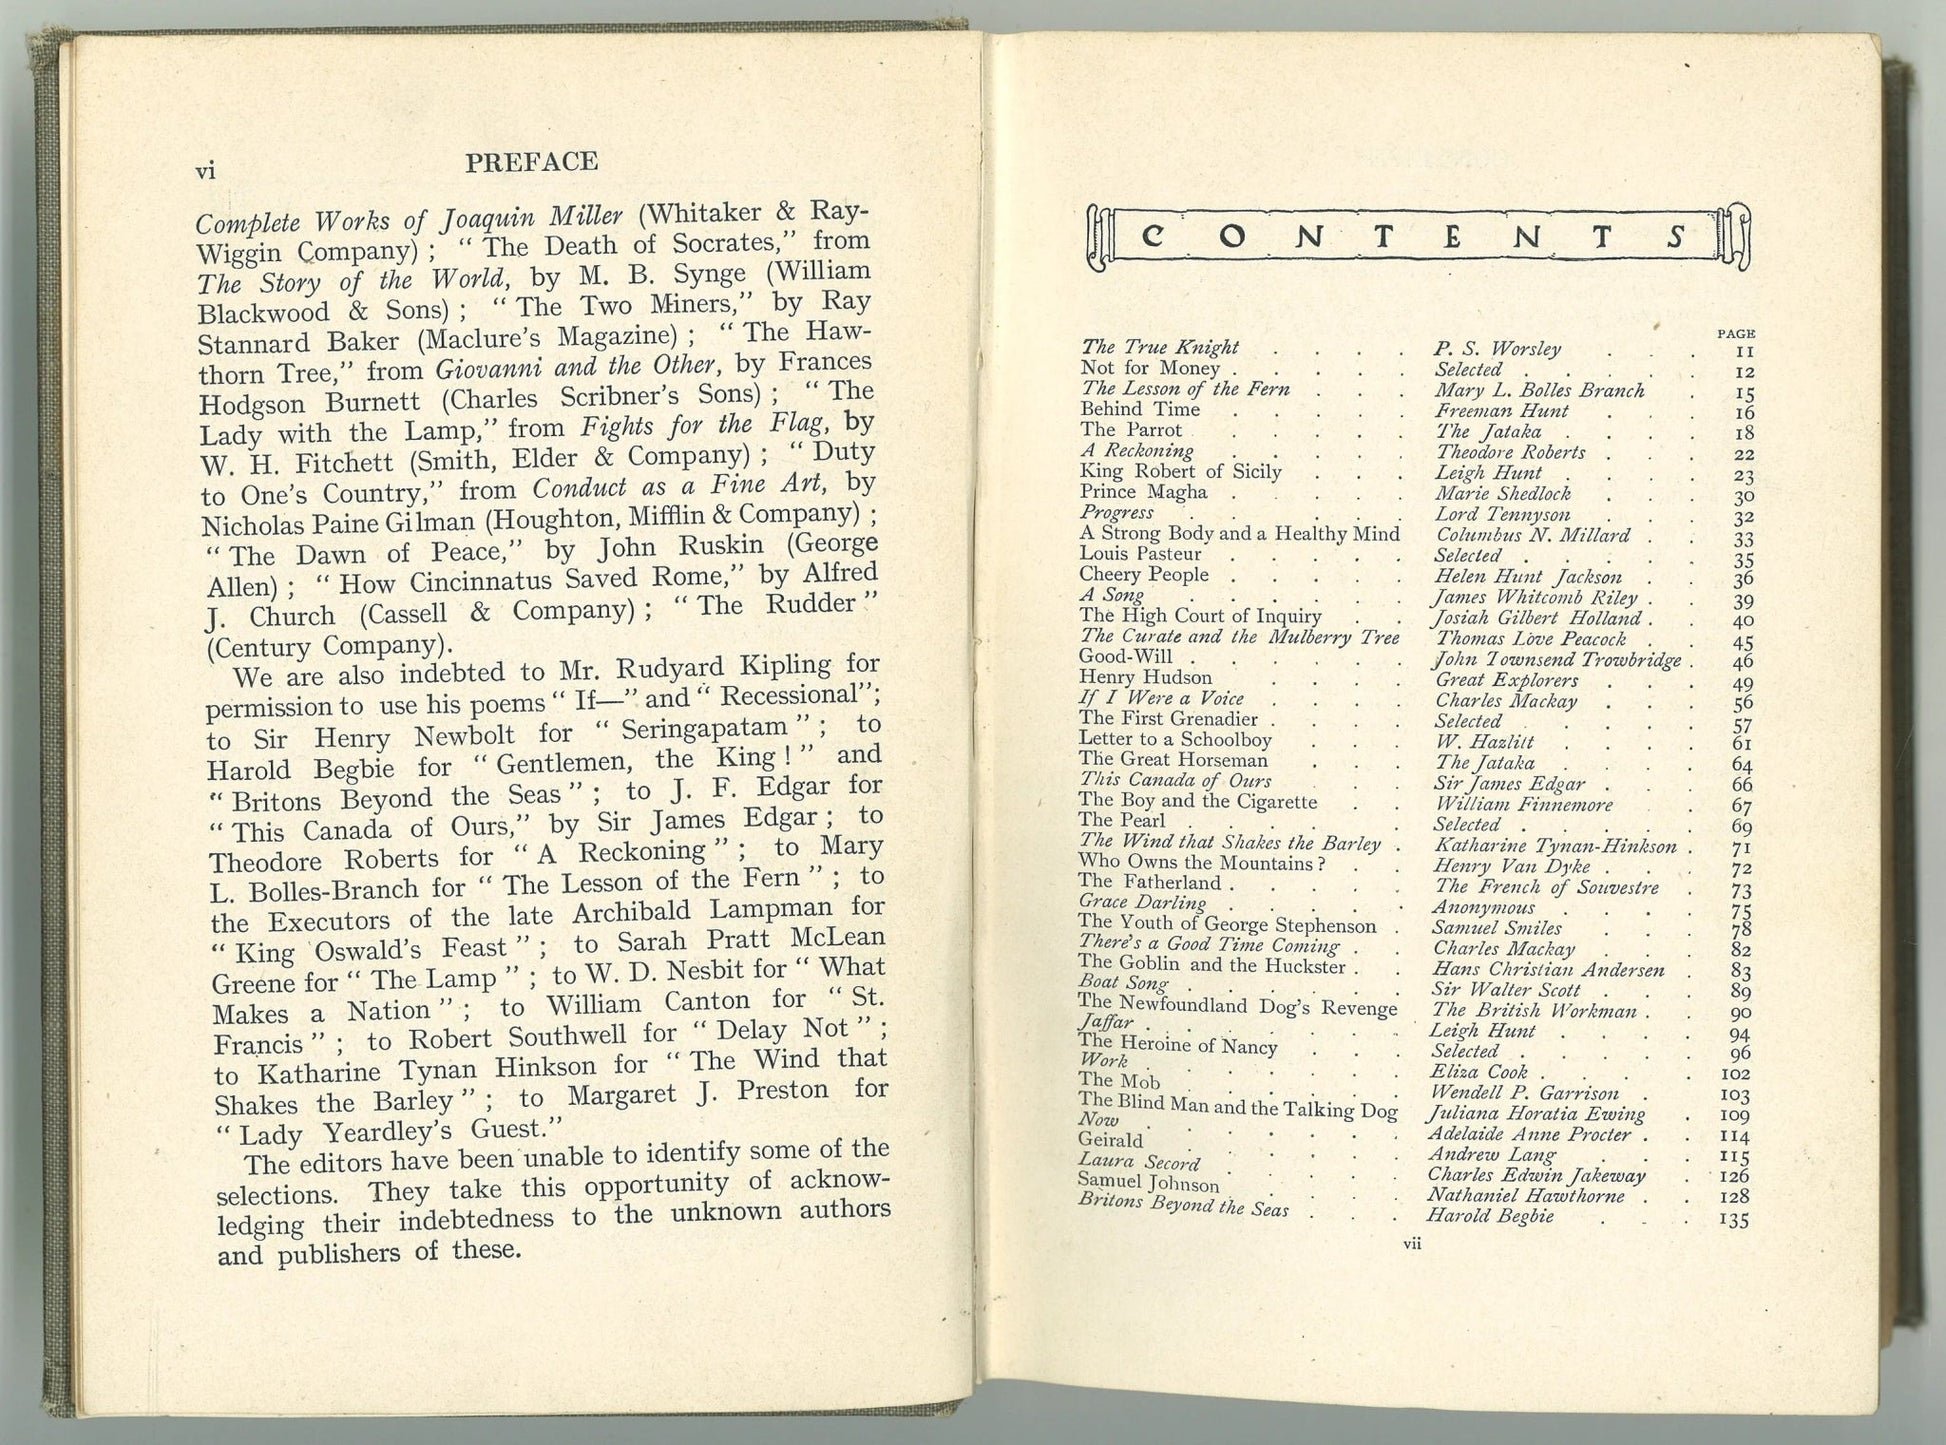 vi
PREFACE
Complete Works of Joaquin Miller (Whitaker & Ray-
Wiggin Company) ; “ The Death of Socrates,” from
The Story of the World, by M. B. Synge (William
Blackwood & Sons) ; “ The Two Miners,” by Ray
Stannard Baker (Maclure’s Magazine) ; “ The Haw-
thorn Tree,” from Giovanni and the Other, by Frances
Hodgson Burnett (Charles Scribner’s Sons) ; “ The
Lady with the Lamp,” from Fights for the Flag, by
W. H. Fitchett (Smith, Elder & Company) ; “ Duty
to One’s Country,” from Conduct as a Fine Art, by
Nicholas Paine Gilman (Houghton, Mifflin & Company) ;
“ The Dawn of Peace,” by John Ruskin (George
Allen) ; “ How Cincinnatus Saved Rome,” by Alfred
J. Church (Cassell & Company) ; “ The Rudder ”
(Century Company).
We are also indebted to Mr. Rudyard Kipling for
permission to use his poems “ If—” and “ Recessional”;
to Sir Henry Newbolt for “ Seringapatam ” ; to
Harold Begbie for “ Gentlemen, the King ! ” and
“ Britons Beyond the Seas ” ; to J. F. Edgar for
“ This Canada of Ours,” by Sir James Edgar ; to
Theodore Roberts for “ A Reckoning ” ; to Mary
L. Bolles-Branch for “ The Lesson of the Fern ” ; to
the Executors of the late Archibald Lampman for
“ King Oswald’s Feast ” ; to Sarah Pratt McLean
Greene for “ The Lamp ” ; to W. D. Nesbit for “ What
Makes a Nation ” ; to William Canton for “ St.
Francis ” ; to Robert Southwell for “ Delay Not ” ;
to Katharine Tynan Hinkson for “ The Wind that
Shakes the Barley ” ; to Margaret J. Preston for
“ Lady Yeardley’s Guest.”
The editors have been unable to identify some of the
selections. They take this opportunity of acknow-
ledging their indebtedness to the unknown authors
and publishers of these.
CONTENTS
PAGE
The True Knight . . . . P. S. Worsley . . . 11
Not for Money . . . . . Selected . . . . . 12
The Lesson of the Fern . . . Mary L. Bolles Branch . 15
Behind Time . . . . . Freeman Hunt . . . 16
The Parrot . . . . . The Jataka . . . . 18
A Reckoning . . . . . Theodore Roberts . . . 22
King Robert of Sicily . . . Leigh Hunt . . . . 23
Prince Magha . . . . . Marie Shedlock . . . 30
Progress . . . . . . Lord Tennyson . . . 32
A Strong Body and a Healthy Mind Columbus N. Millard . . 33
Louis Pasteur . . . . . Selected . . . . . 35
Cheery People . . . . . Helen Hunt Jackson . . 36
A Song . . . . . . James Whitcomb Riley . . 39
The High Court of Inquiry . . Josiah Gilbert Holland . . 40
The Curate and the Mulberry Tree Thomas Love Peacock . . 45
Good-Will . . . . . . John Townsend Trowbridge . 46
Henry Hudson . . . . Great Explorers . . . 49
If I Were a Voice . . . . Charles Mackay . . . 56
The First Grenadier . . . . Selected . . . . 57
Letter to a Schoolboy . . . W. Hazlitt . . . . 61
The Great Horseman . . . The Jataka . . . . 64
This Canada of Ours . . . Sir James Edgar . . . 66
The Boy and the Cigarette . . William Finnemore . 67
The Pearl . . . . . . Selected . . . . . 69
The Wind that Shakes the Barley . Katharine Tynan-Hinkson . 71
Who Owns the Mountains ? . . Henry Van Dyke . . . 72
The Fatherland . . . . . The French of Souvestre . 73
Grace Darling . . . . . Anonymous . . . . 75
The Youth of George Stephenson . Samuel Smiles . . . 78
There’s a Good Time Coming . . Charles Mackay . . . 82
The Goblin and the Huckster . . Hans Christian Andersen . 83
Boat Song . . . . . . Sir Walter Scott . . . 89
The Newfoundland Dog’s Revenge The British Workman . . 90
Jaffar . . . . . . . Leigh Hunt . . . . 94
The Heroine of Nancy . . . Selected . . . . . 96
Work . . . . . . . Eliza Cook . . . . 102
The Mob . . . . . . Wendell P. Garrison . . 103
The Blind Man and the Talking Dog Juliana Horatia Ewing . 109
Now . . . . . . . Adelaide Anne Procter . . 114
Geirald . . . . . . Andrew Lang . . . 115
Laura Secord . . . . . Charles Edwin Jakeway . 126
Samuel Johnson . . . . Nathaniel Hawthorne . . 128
Britons Beyond the Seas . . . Harold Begbie . . . 135
vii